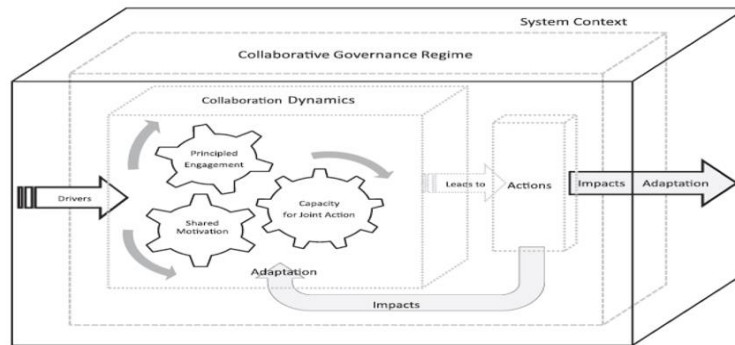 System Context
Collaborative Governance Regime
Collaboration Dynamics
Principled
Engagement
Drivers
Shared
Motivation
Capacity
for Joint Action
Leads to
Actions
Impacts
Adaptation
Adaptation
Impacts